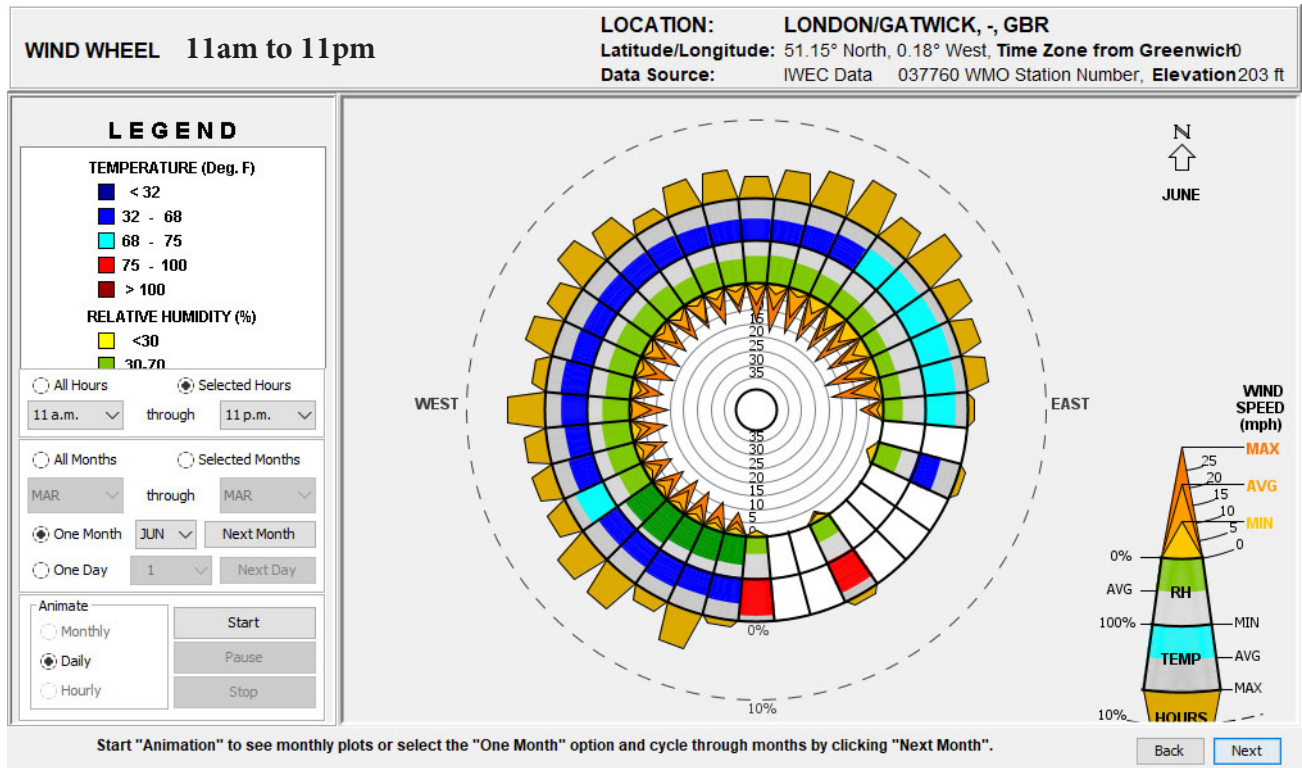 WIND WHEEL 11am to 11pm
LOCATION: LONDON/GATWICK, -, GBR
Latitude/Longitude: 51.15° North, 0.18° West, Time Zone from Greenwich 0
Data Source: IWEC Data 037760 WMO Station Number, Elevation 203 ft
LEGEND
TEMPERATURE (Deg. F)
< 32
32 - 68
68 - 75
75 - 100
> 100
RELATIVE HUMIDITY (%)
<30
30-70
All Hours Selected Hours
11 a.m. through 11 p.m.
All Months Selected Months
MAR through MAR
One Month JUN Next Month
One Day 1 Next Day
Animate
Monthly
Daily
Hourly
Start
Pause
Stop
N
JUNE
WEST
EAST
15
20
25
30
35
35
30
25
20
15
10
5
0
0%
10%
WIND
SPEED
(mph)
MAX
25
20
AVG
15
10
MIN
5
0
0%
AVG RH
100% MIN
TEMP AVG
MAX
10% HOURS
Start "Animation" to see monthly plots or select the "One Month" option and cycle through months by clicking "Next Month".
Back Next